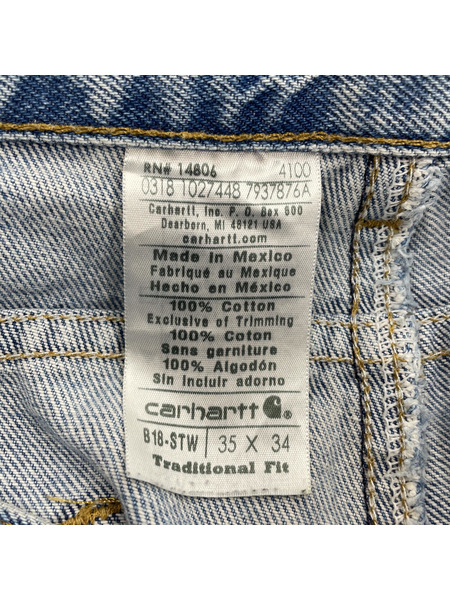 RN# 14806 4100
0318 1027448 7937876A
Carhartt, Inc. P. O. Box 600
Dearborn, MI 48121 USA
carhartt.com
Made in Mexico
Fabriqué au Mexique
Hecho en México
100% Cotton
Exclusive of Trimming
100% Coton
Sans garniture
100% Algodón
Sin incluir adorno
carhartt®
B18-STW 35 X 34
Traditional Fit